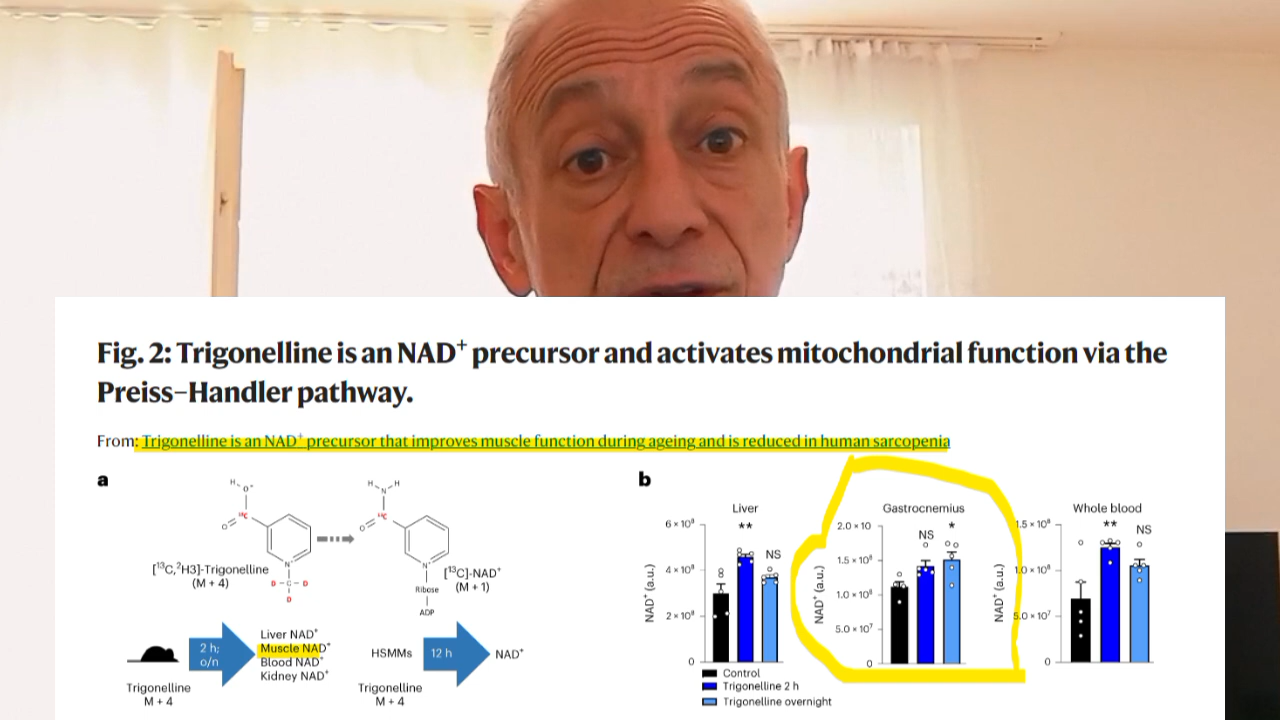 Fig. 2: Trigonelline is an NAD⁺ precursor and activates mitochondrial function via the
Preiss–Handler pathway.
From: Trigonelline is an NAD⁺ precursor that improves muscle function during ageing and is reduced in human sarcopenia
a
H
O⁺
¹³C
O
N⁺
D – C – D
D
[¹³C,²H3]-Trigonelline
(M + 4)
H N H
¹³C
O
N⁺
Ribose
ADP
[¹³C]-NAD⁺
(M + 1)
Trigonelline
M + 4
2 h;
o/n
Liver NAD⁺
Muscle NAD⁺
Blood NAD⁺
Kidney NAD⁺
HSMMs
Trigonelline
M + 4
12 h
NAD⁺
b
Liver
NAD⁺ (a.u.)
6 × 10⁸
4 × 10⁸
2 × 10⁸
0
**
NS
Gastrocnemius
NAD⁺ (a.u.)
2.0 × 10
1.5 × 10⁸
1.0 × 10⁸
5.0 × 10⁷
0
NS
*
Whole blood
NAD⁺ (a.u.)
1.5 × 10⁸
1.0 × 10⁸
5.0 × 10⁷
0
**
NS
Control
Trigonelline 2 h
Trigonelline overnight